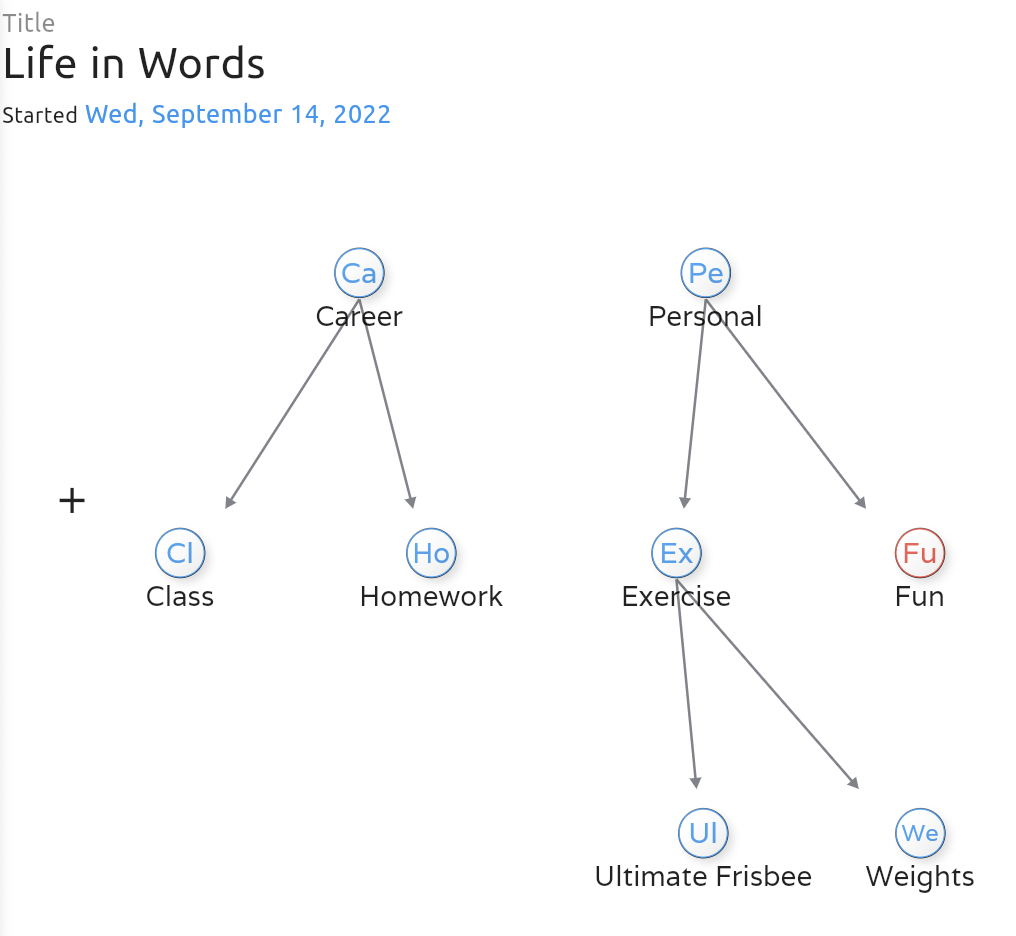 Title
Life in Words
Started Wed, September 14, 2022
Ca
Career
Pe
Personal
+
Cl
Class
Ho
Homework
Ex
Exercise
Fu
Fun
Ul
Ultimate Frisbee
We
Weights